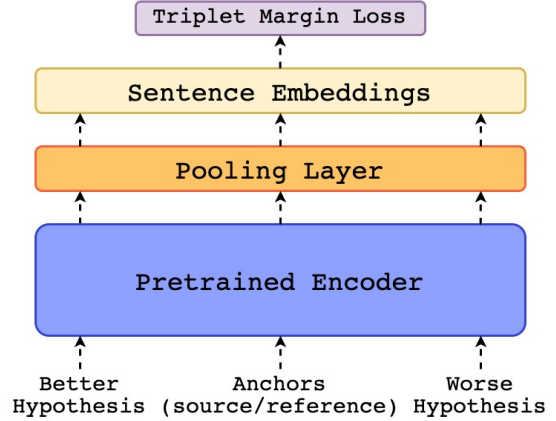 Triplet Margin Loss
Sentence Embeddings
Pooling Layer
Pretrained Encoder
Better Anchors Worse
Hypothesis (source/reference) Hypothesis